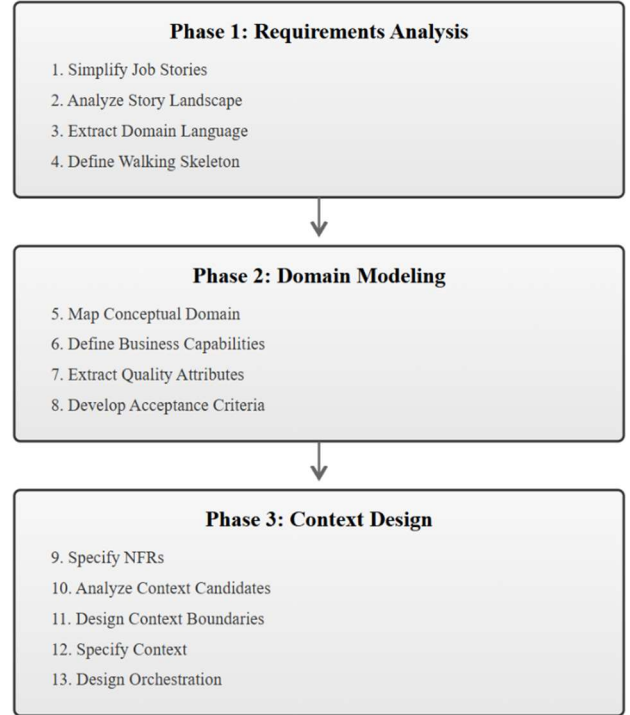 Phase 1: Requirements Analysis
1. Simplify Job Stories
2. Analyze Story Landscape
3. Extract Domain Language
4. Define Walking Skeleton
Phase 2: Domain Modeling
5. Map Conceptual Domain
6. Define Business Capabilities
7. Extract Quality Attributes
8. Develop Acceptance Criteria
Phase 3: Context Design
9. Specify NFRs
10. Analyze Context Candidates
11. Design Context Boundaries
12. Specify Context
13. Design Orchestration